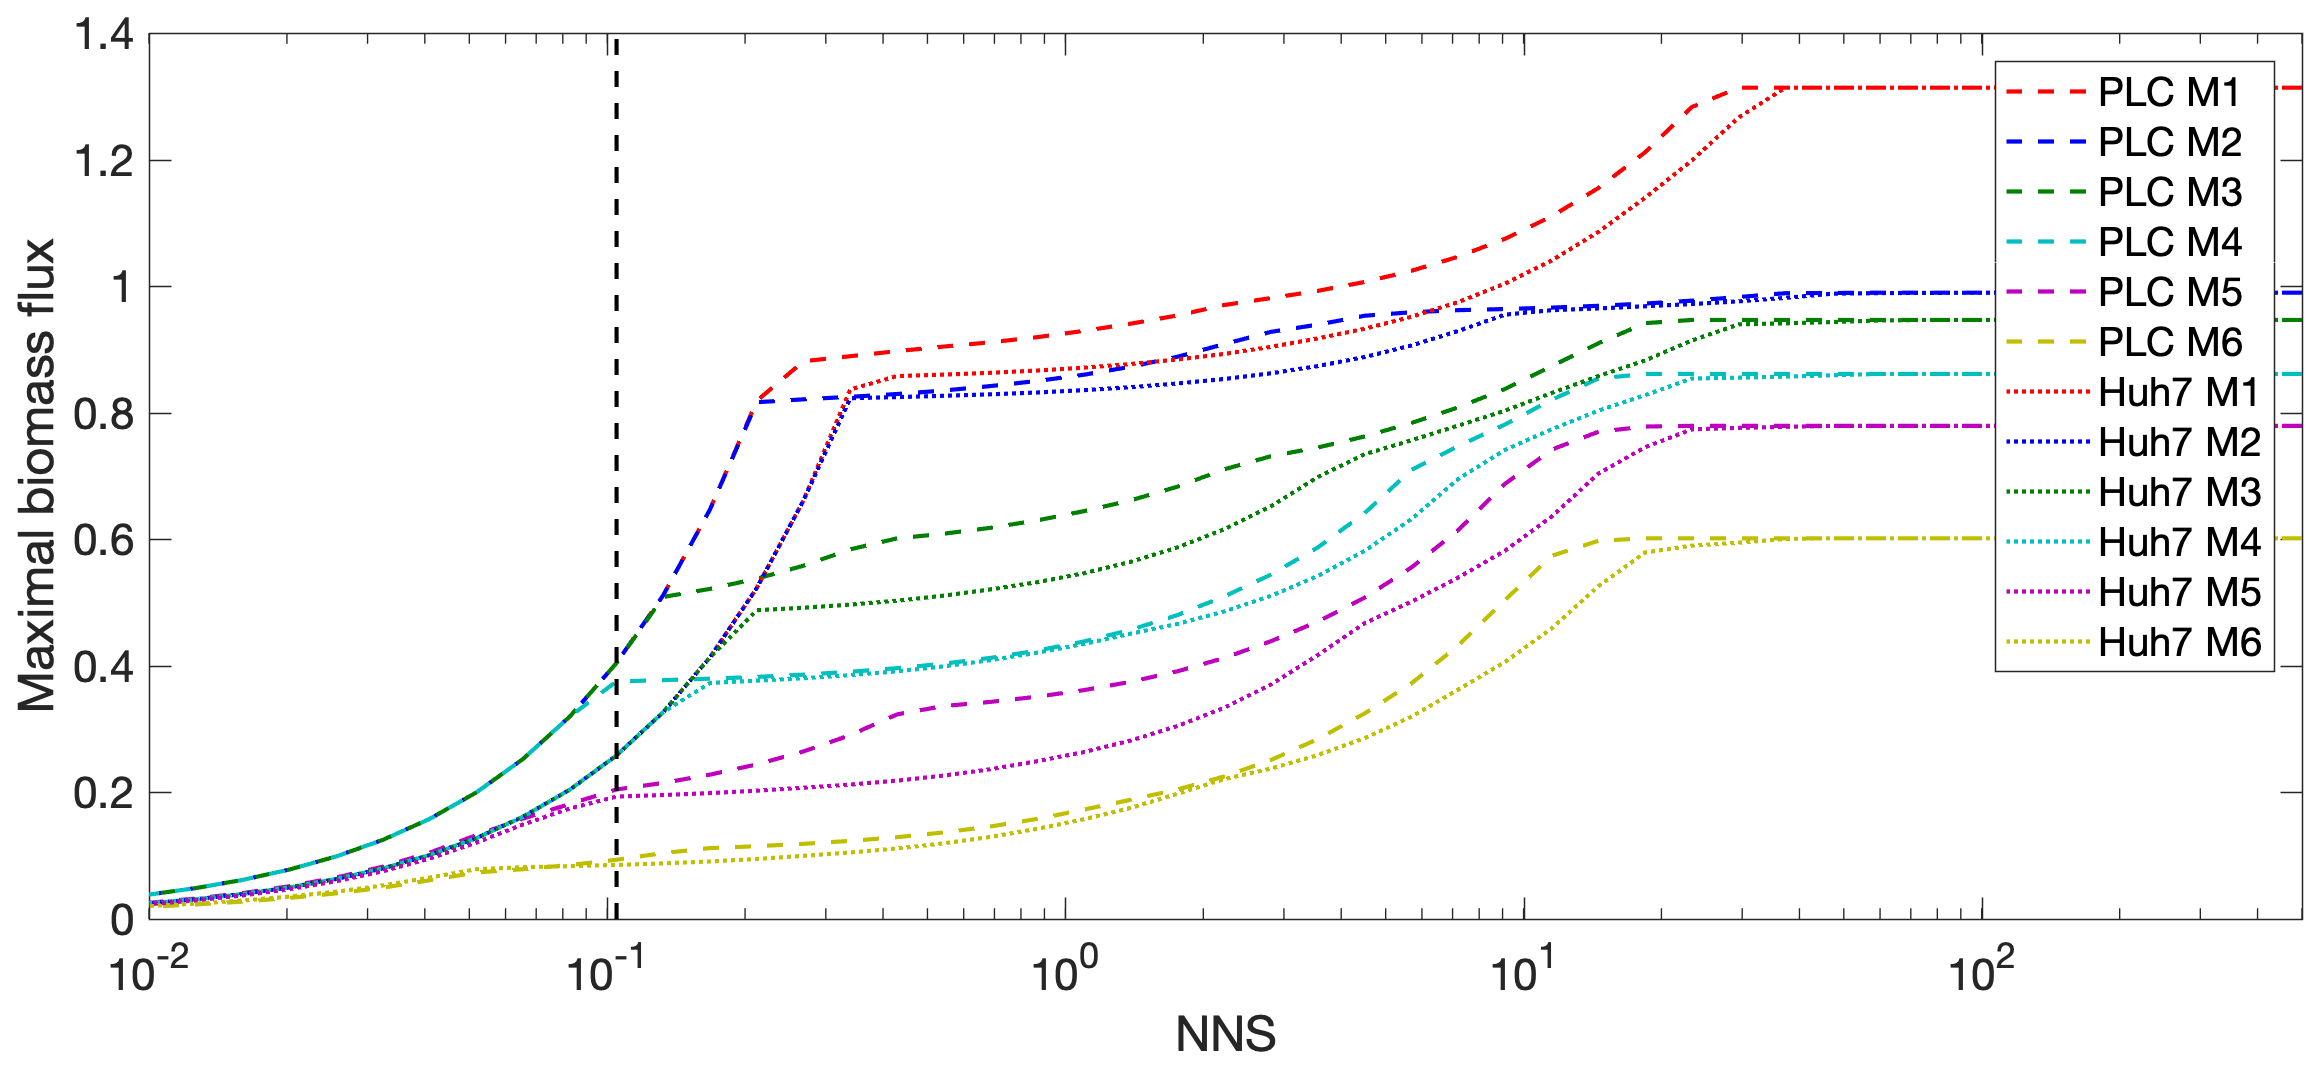 1.4
1.2
1
0.8
0.6
0.4
0.2
0
Maximal biomass flux
10-2
10-1
100
101
102
NNS
PLC M1
PLC M2
PLC M3
PLC M4
PLC M5
PLC M6
Huh7 M1
Huh7 M2
Huh7 M3
Huh7 M4
Huh7 M5
Huh7 M6